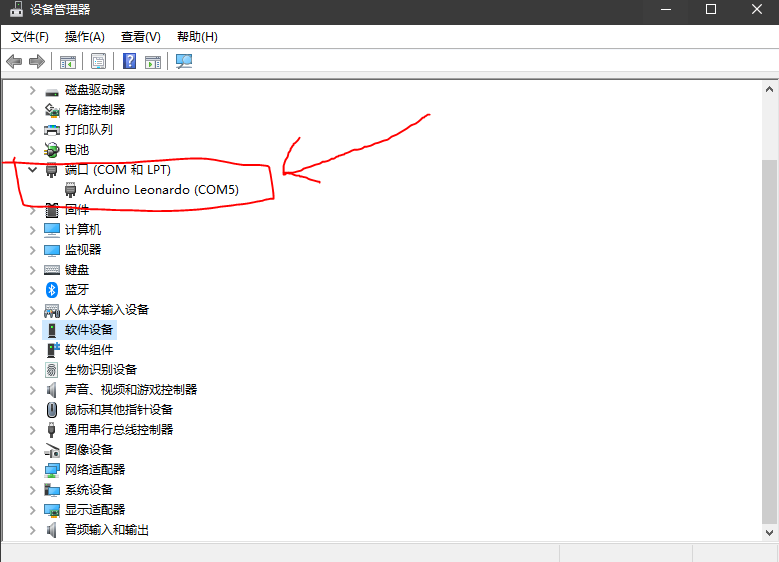 设备管理器
文件(F) 操作(A) 查看(V) 帮助(H)
磁盘驱动器
存储控制器
打印队列
电池
端口 (COM 和 LPT)
Arduino Leonardo (COM5)
固件
计算机
监视器
键盘
蓝牙
人体学输入设备
软件设备
软件组件
生物识别设备
声音、视频和游戏控制器
鼠标和其他指针设备
通用串行总线控制器
图像设备
网络适配器
系统设备
显示适配器
音频输入和输出